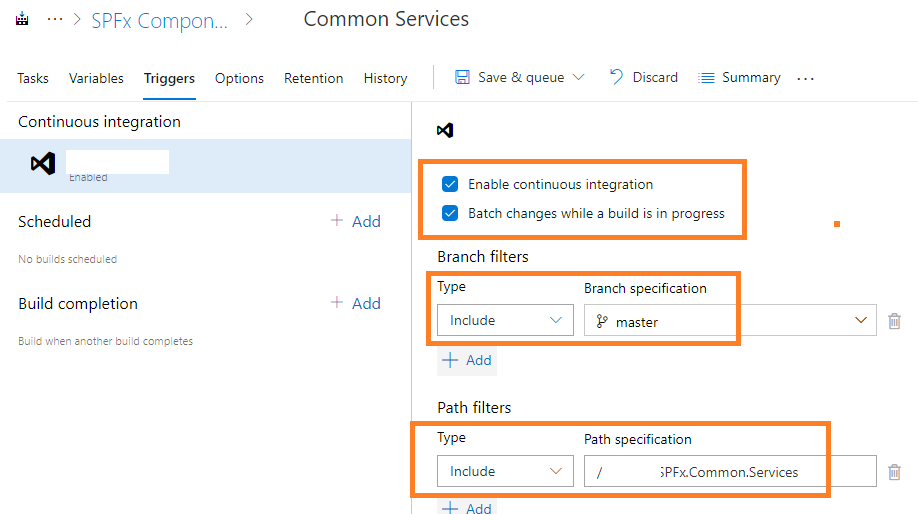 ··· > SPFx Compon... > Common Services
Tasks Variables Triggers Options Retention History Save & queue Discard Summary ···
Continuous integration
Enabled
Scheduled + Add
No builds scheduled
Build completion + Add
Build when another build completes
Enable continuous integration
Batch changes while a build is in progress
Branch filters
Type Branch specification
Include master
+ Add
Path filters
Type Path specification
Include / SPFx.Common.Services
+ Add